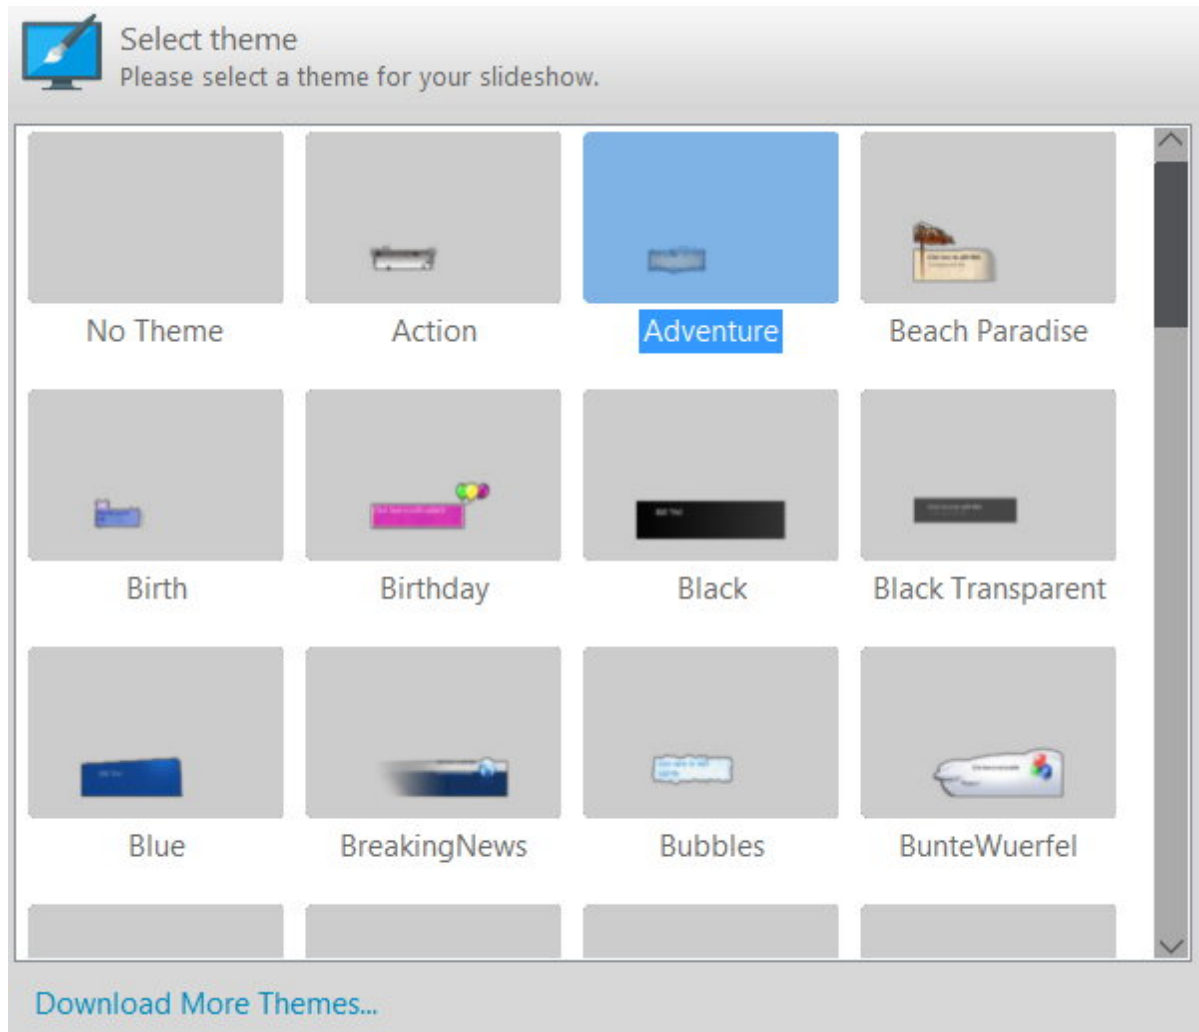 Select theme
Please select a theme for your slideshow.
No Theme
Action
Adventure
Beach Paradise
Birth
Birthday
Black
Black Transparent
Blue
BreakingNews
Bubbles
BunteWuerfel
Download More Themes...